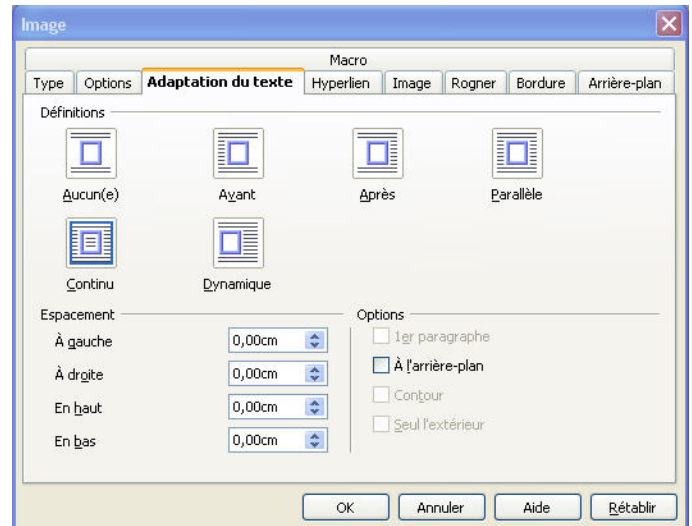 Image
Macro
Type Options Adaptation du texte Hyperlien Image Rogner Bordure Arrière-plan
Définitions
Aucun(e) Avant Après Parallèle
Continu Dynamique
Espacement Options
À gauche 0,00cm 1er paragraphe
À droite 0,00cm À l'arrière-plan
En haut 0,00cm Contour
En bas 0,00cm Seul l'extérieur
OK Annuler Aide Rétablir